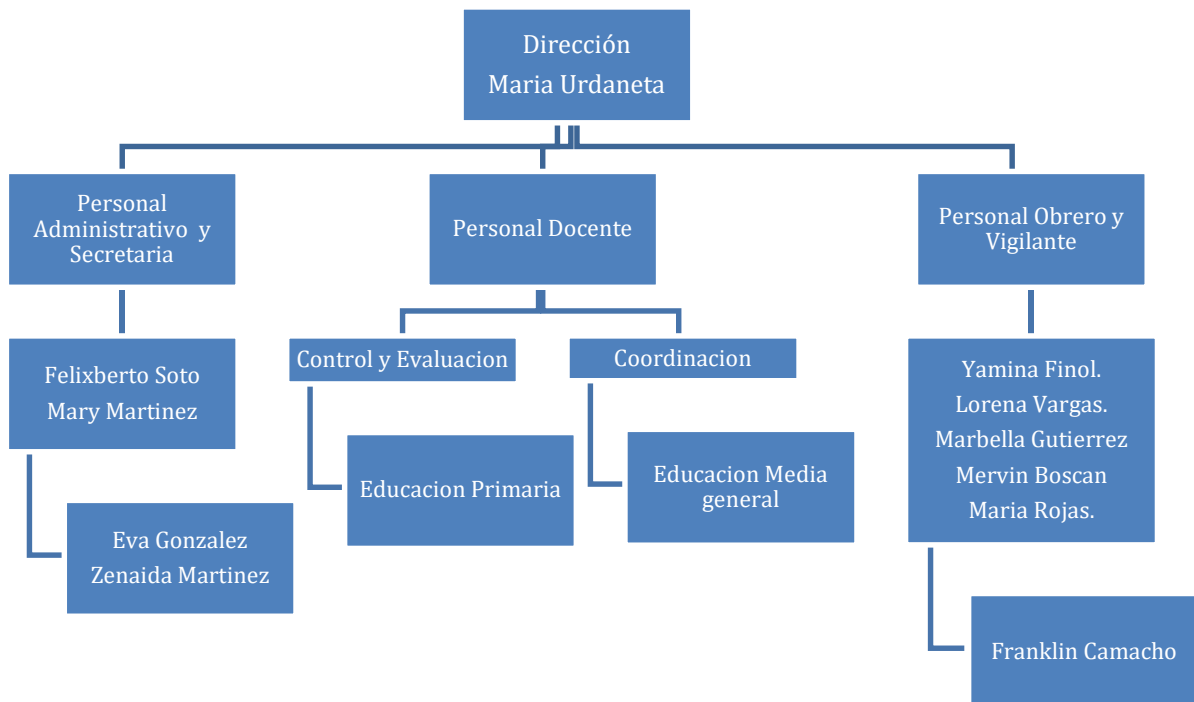 Dirección
Maria Urdaneta
Personal
Administrativo y
Secretaria
Personal Docente
Personal Obrero y
Vigilante
Felixberto Soto
Mary Martinez
Control y Evaluacion
Coordinacion
Yamina Finol.
Lorena Vargas.
Marbella Gutierrez
Mervin Boscan
Maria Rojas.
Educacion Primaria
Educacion Media
general
Eva Gonzalez
Zenaida Martinez
Franklin Camacho